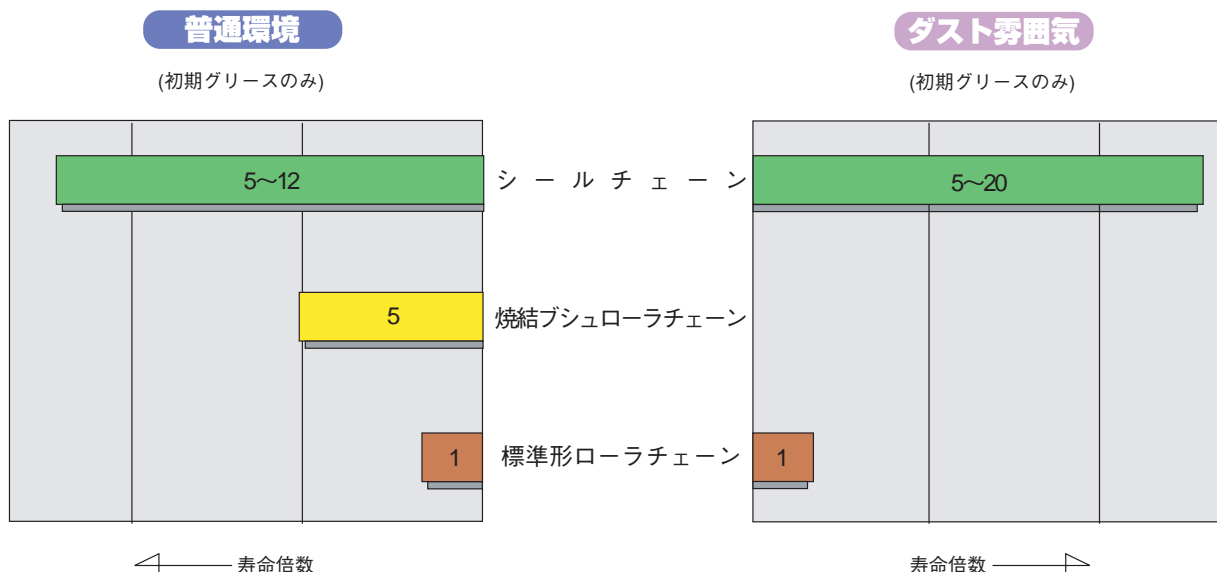 普通環境
ダスト雰囲気
(初期グリースのみ)
(初期グリースのみ)
5〜12
シールチェーン
5〜20
5
焼結ブシュローラチェーン
1
標準形ローラチェーン
1
寿命倍数
寿命倍数